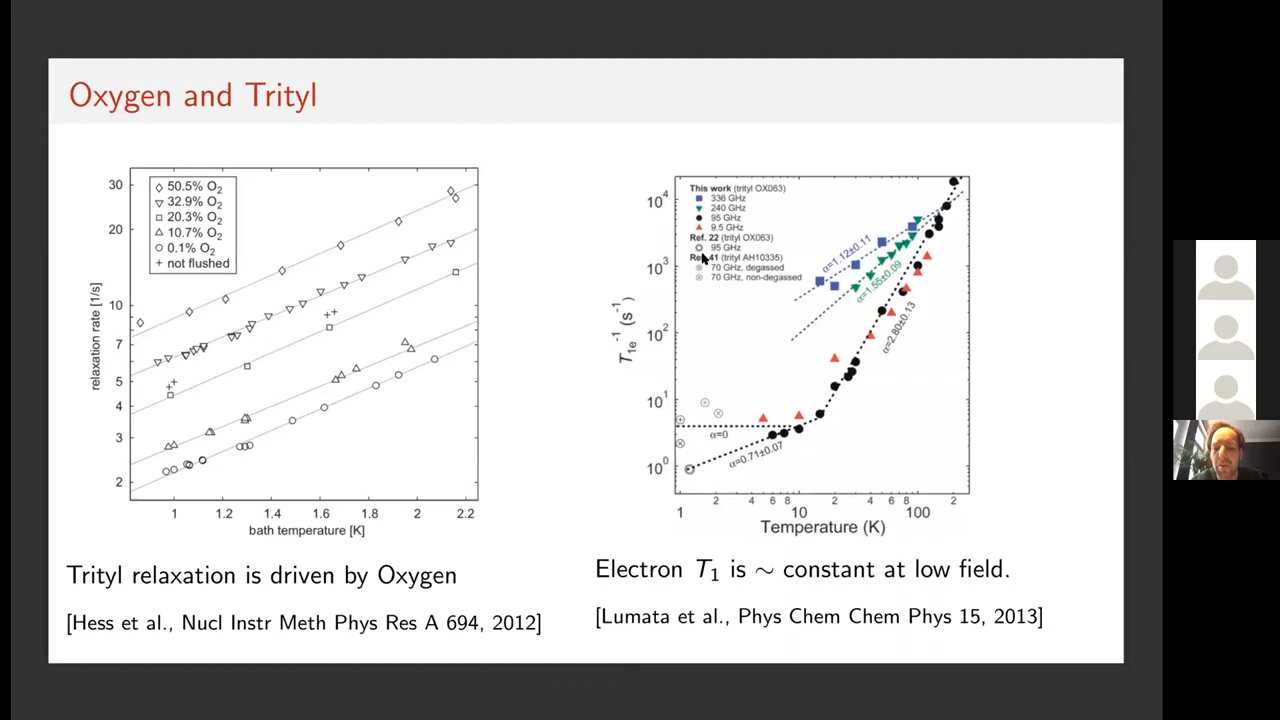 Oxygen and Trityl
30
20
10
7
5
4
3
2
relaxation rate [1/s]
50.5% O2
32.9% O2
20.3% O2
10.7% O2
0.1% O2
not flushed
1 1.2 1.4 1.6 1.8 2 2.2
bath temperature [K]
Trityl relaxation is driven by Oxygen
[Hess et al., Nucl Instr Meth Phys Res A 694, 2012]
10^4
10^3
10^2
10^1
10^0
T1e^-1 (s^-1)
This work (trityl OX063)
336 GHz
240 GHz
95 GHz
9.5 GHz
Ref. 22 (trityl OX063)
95 GHz
Ref. 41 (trityl AH10335)
70 GHz, degassed
70 GHz, non-degassed
α=1.12±0.11
α=1.55±0.09
α=2.80±0.13
α=0
α=0.71±0.07
1 2 4 6 8 10 2 4 6 8 100 2
Temperature (K)
Electron T1 is ∼ constant at low field.
[Lumata et al., Phys Chem Chem Phys 15, 2013]